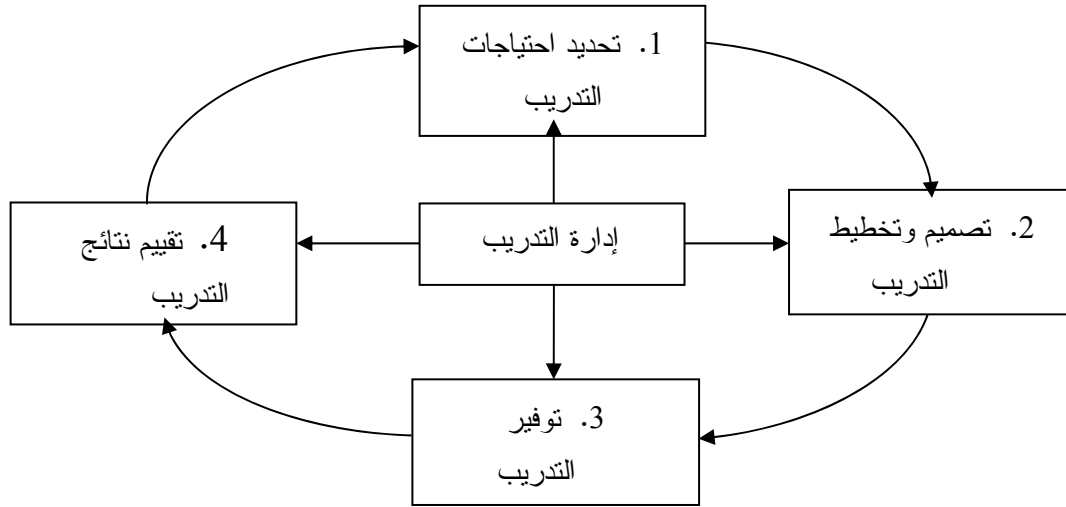 1. تحديد احتياجات
التدريب
2. تصميم وتخطيط
التدريب
إدارة التدريب
4. تقييم نتائج
التدريب
3. توفير
التدريب